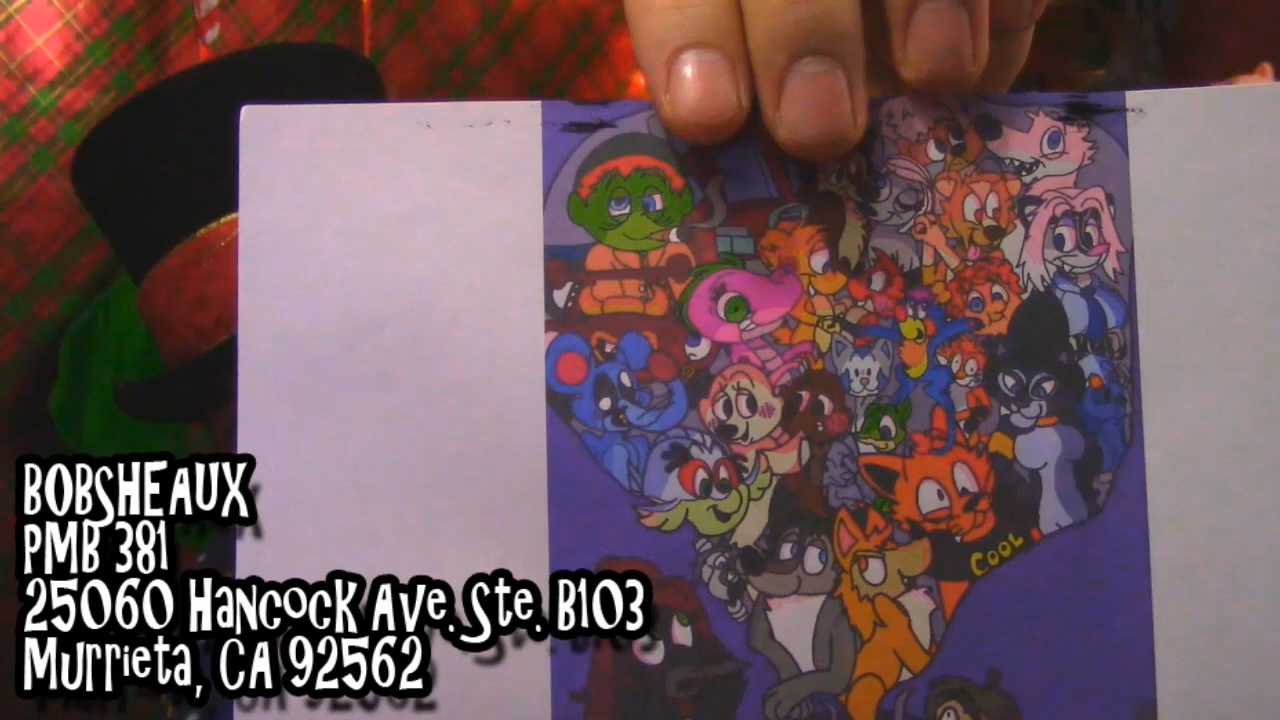 BOBSHEAUX
PMB 381
25060 Hancock Ave. Ste. B103
Murrieta, CA 92562
COOL